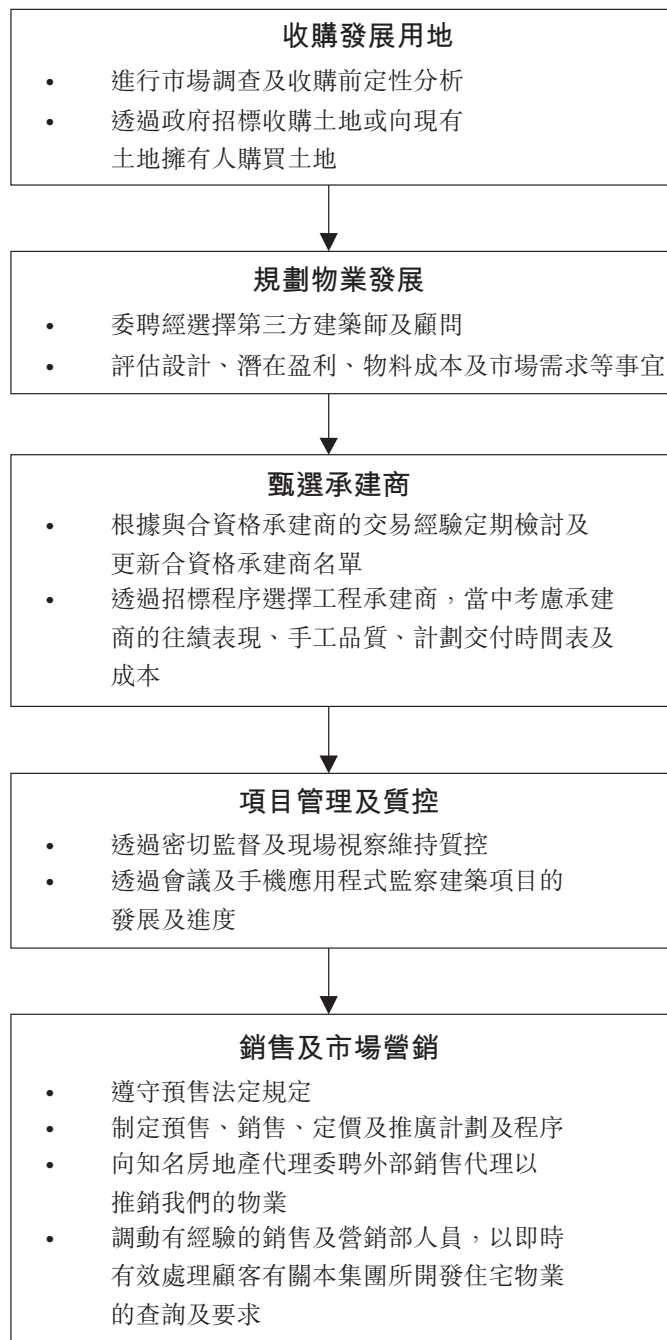 收購發展用地
• 進行市場調查及收購前定性分析
• 透過政府招標收購土地或向現有
土地擁有人購買土地
規劃物業發展
• 委聘經選擇第三方建築師及顧問
• 評估設計、潛在盈利、物料成本及市場需求等事宜
甄選承建商
• 根據與合資格承建商的交易經驗定期檢討及
更新合資格承建商名單
• 透過招標程序選擇工程承建商，當中考慮承建
商的往績表現、手工品質、計劃交付時間表及
成本
項目管理及質控
• 透過密切監督及現場視察維持質控
• 透過會議及手機應用程式監察建築項目的
發展及進度
銷售及市場營銷
• 遵守預售法定規定
• 制定預售、銷售、定價及推廣計劃及程序
• 向知名房地產代理委聘外部銷售代理以
推銷我們的物業
• 調動有經驗的銷售及營銷部人員，以即時
有效處理顧客有關本集團所開發住宅物業
的查詢及要求